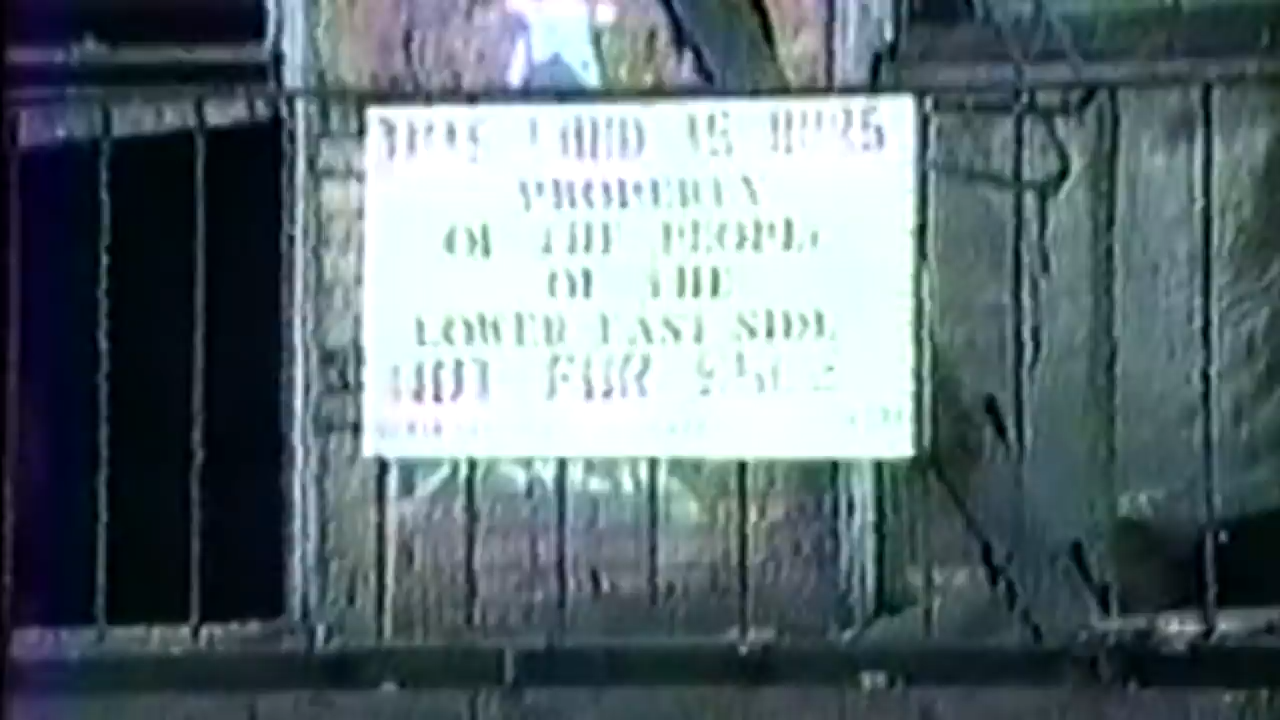 THIS LAND IS OURS
PROPERTY
OF THE PEOPLE
OF THE
LOWER EAST SIDE
NOT FOR SALE